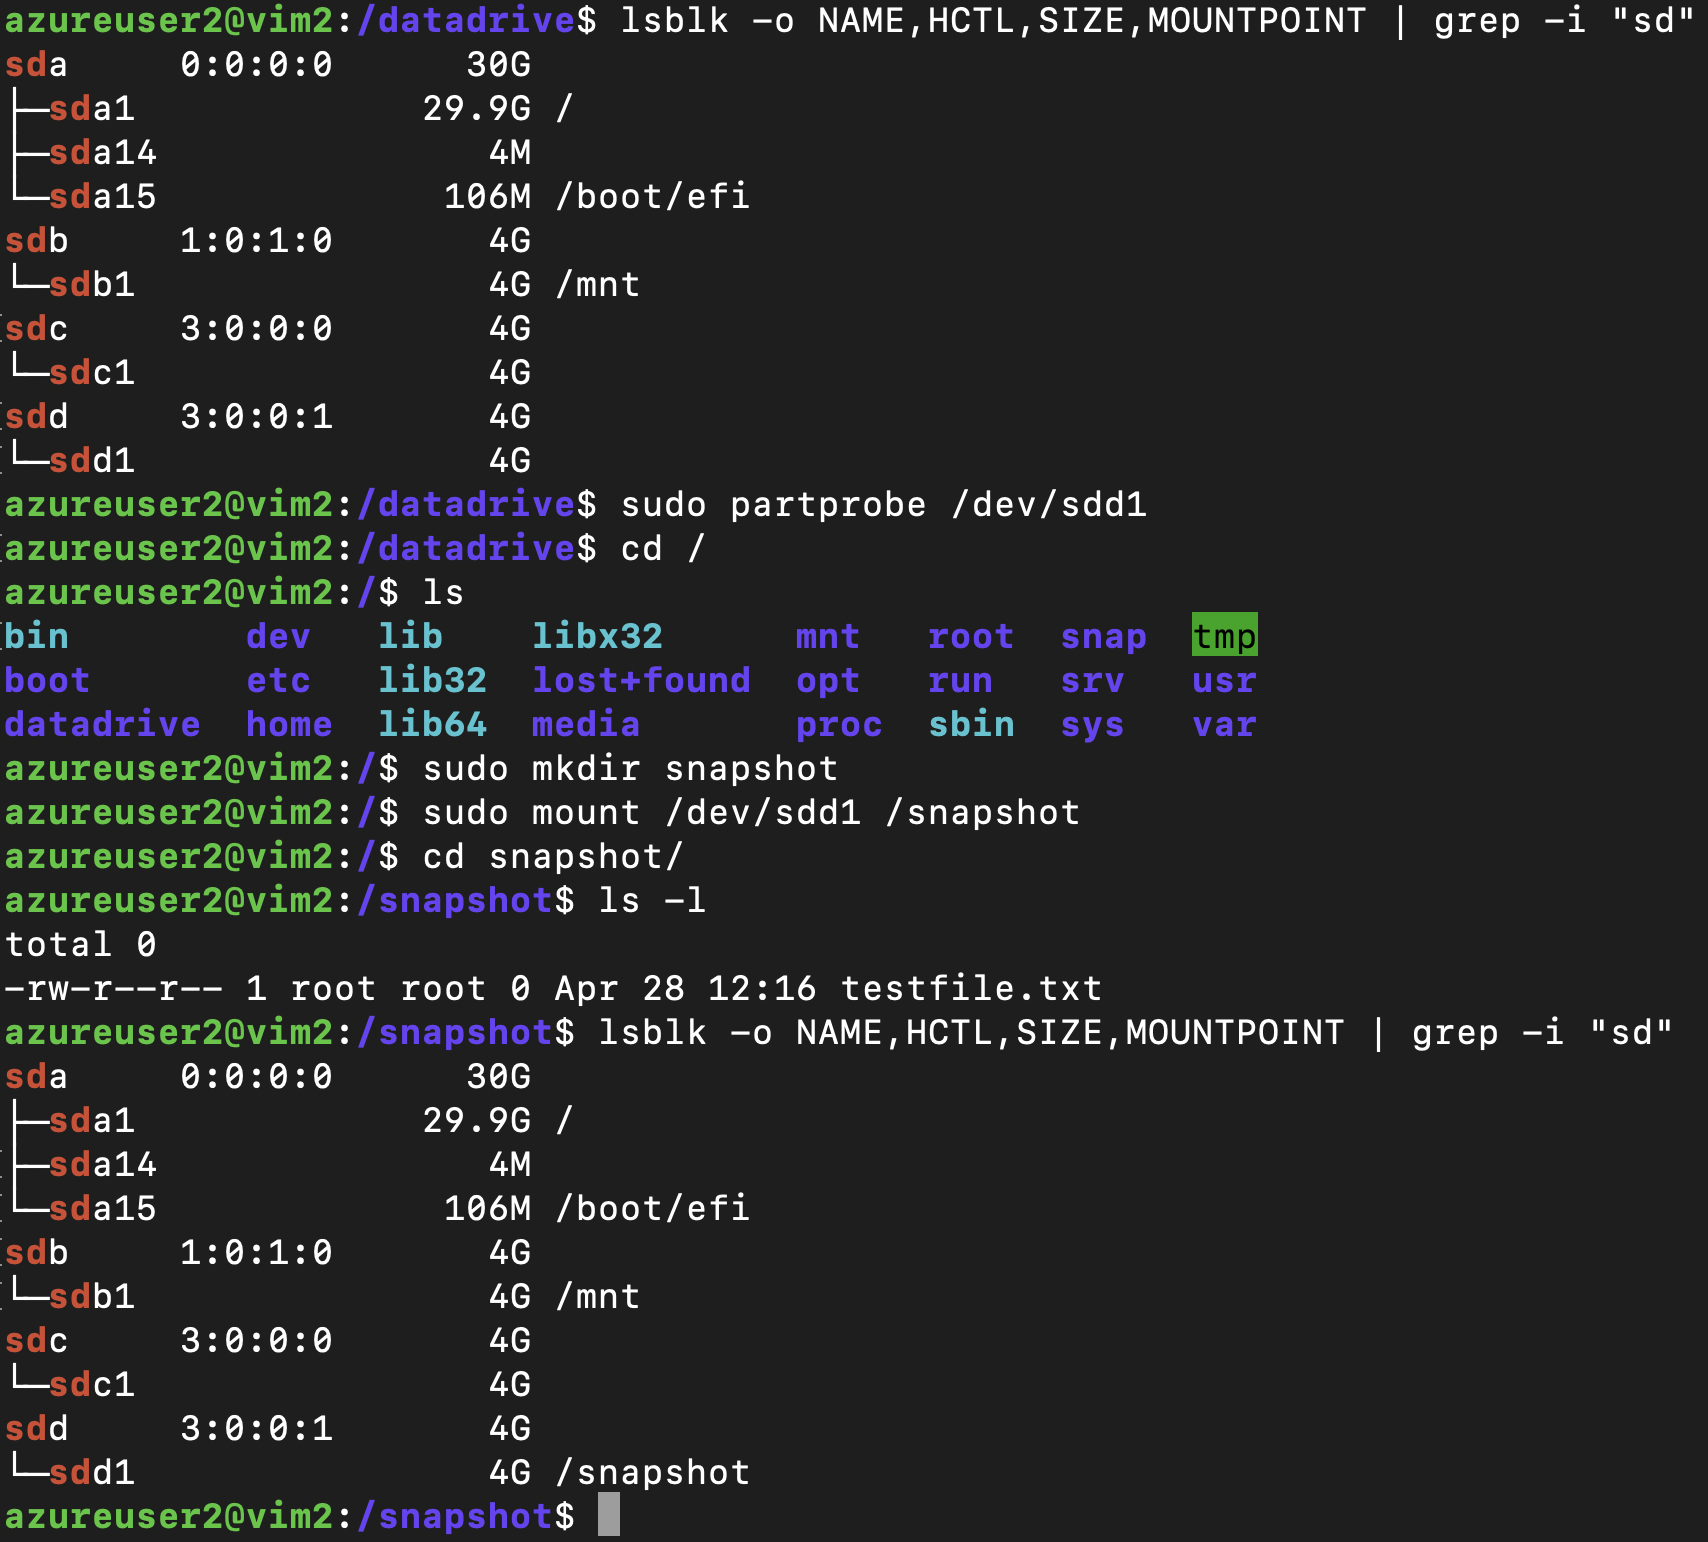 azureuser2@vim2:/datadrive$ lsblk -o NAME,HCTL,SIZE,MOUNTPOINT | grep -i "sd"
sda     0:0:0:0      30G
├─sda1             29.9G /
├─sda14               4M
└─sda15             106M /boot/efi
sdb     1:0:1:0       4G
└─sdb1                4G /mnt
sdc     3:0:0:0       4G
└─sdc1                4G
sdd     3:0:0:1       4G
└─sdd1                4G
azureuser2@vim2:/datadrive$ sudo partprobe /dev/sdd1
azureuser2@vim2:/datadrive$ cd /
azureuser2@vim2:/$ ls
bin        dev   lib    libx32      mnt   root  snap  tmp
boot       etc   lib32  lost+found  opt   run   srv   usr
datadrive  home  lib64  media       proc  sbin  sys   var
azureuser2@vim2:/$ sudo mkdir snapshot
azureuser2@vim2:/$ sudo mount /dev/sdd1 /snapshot
azureuser2@vim2:/$ cd snapshot/
azureuser2@vim2:/snapshot$ ls -l
total 0
-rw-r--r-- 1 root root 0 Apr 28 12:16 testfile.txt
azureuser2@vim2:/snapshot$ lsblk -o NAME,HCTL,SIZE,MOUNTPOINT | grep -i "sd"
sda     0:0:0:0      30G
├─sda1             29.9G /
├─sda14               4M
└─sda15             106M /boot/efi
sdb     1:0:1:0       4G
└─sdb1                4G /mnt
sdc     3:0:0:0       4G
└─sdc1                4G
sdd     3:0:0:1       4G
└─sdd1                4G /snapshot
azureuser2@vim2:/snapshot$